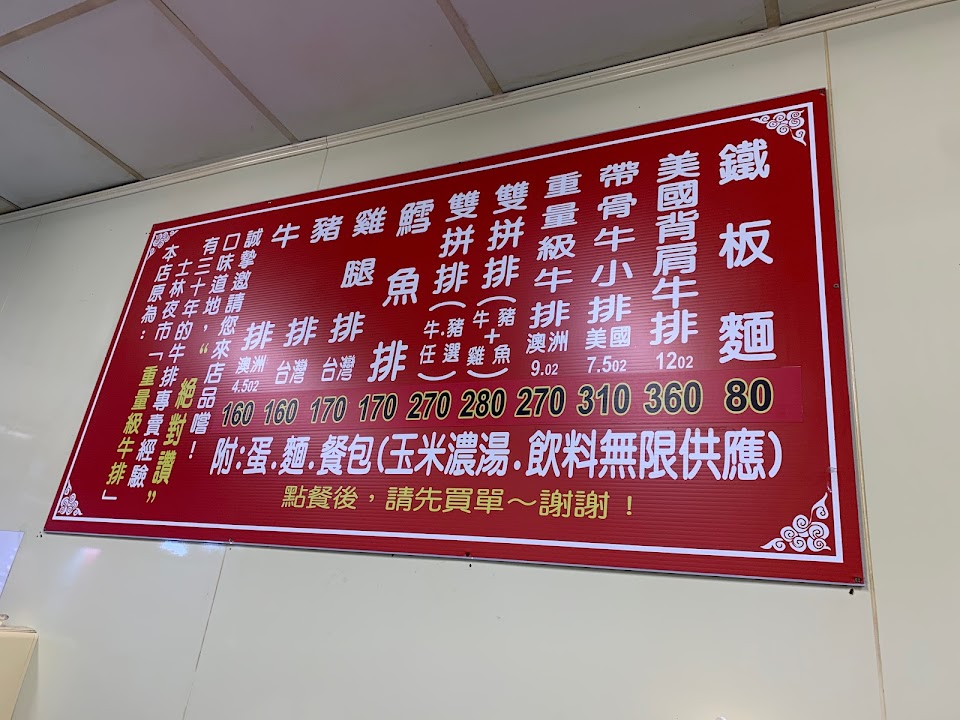 鐵板麵
80
美國背肩牛排
12oz
360
帶骨牛小排
美國
7.5oz
310
重量級牛排
澳洲
9.oz
270
雙拼排(牛+雞 豬魚)
280
雙拼排(牛.豬任選)
270
鱈魚排
170
雞腿排
台灣
170
豬排
台灣
160
牛排
澳洲
4.5oz
160
誠摯邀請您來店品嚐!
口味道地,“絕對讚”
有三十年的牛排專賣經驗
士林夜市「重量級牛排」
本店原為:
附:蛋.麵.餐包(玉米濃湯.飲料無限供應)
點餐後,請先買單～謝謝!